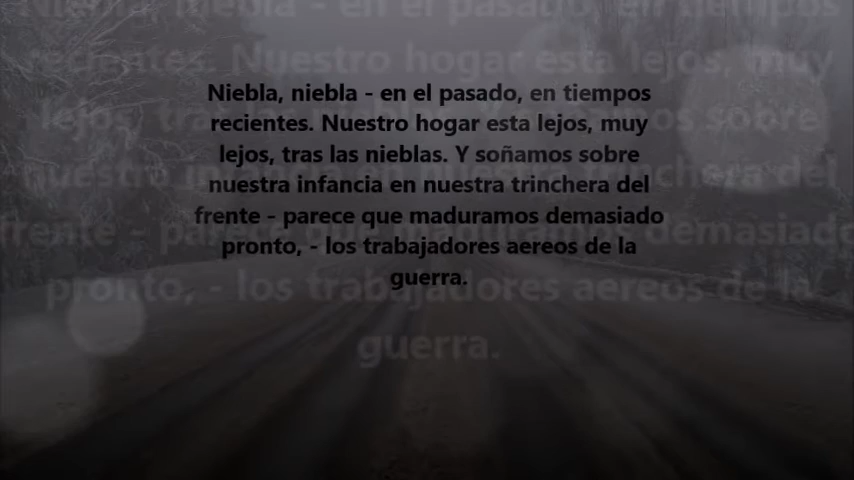 Niebla, niebla - en el pasado, en tiempos
recientes. Nuestro hogar esta lejos, muy
lejos, tras las nieblas. Y soñamos sobre
nuestra infancia en nuestra trinchera del
frente - parece que maduramos demasiado
pronto, - los trabajadores aereos de la
guerra.